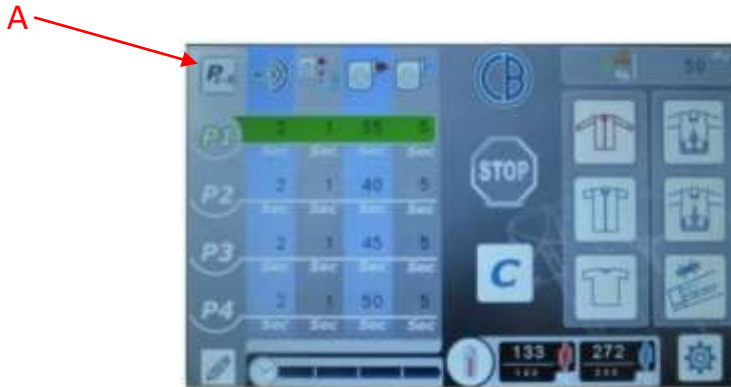 A
CB
P1 2 1 35 5
Sec Sec Sec Sec
STOP
P2 2 1 40 5
Sec Sec Sec Sec
P3 2 1 45 5
Sec Sec Sec Sec
C
P4 2 1 50 5
Sec Sec Sec Sec
133 272